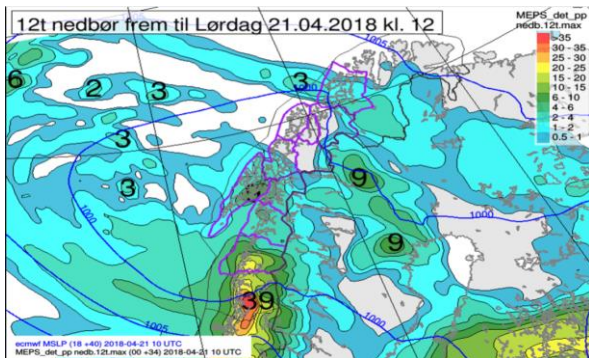 12t nedbør frem til Lørdag 21.04.2018 kl. 12
MEPS_det_pp
nedb.12t.max
>35
30 - 35
25 - 30
20 - 25
15 - 20
10 - 15
6 - 10
4 - 6
2 - 4
1 - 2
0.5 - 1
1005
1000
6
2
3
3
3
3
9
1000
1000
9
39
1005
ecmwf MSLP (18 +40) 2018-04-21 10 UTC
MEPS_det_pp nedb.12t.max (00 +34) 2018-04-21 10 UTC